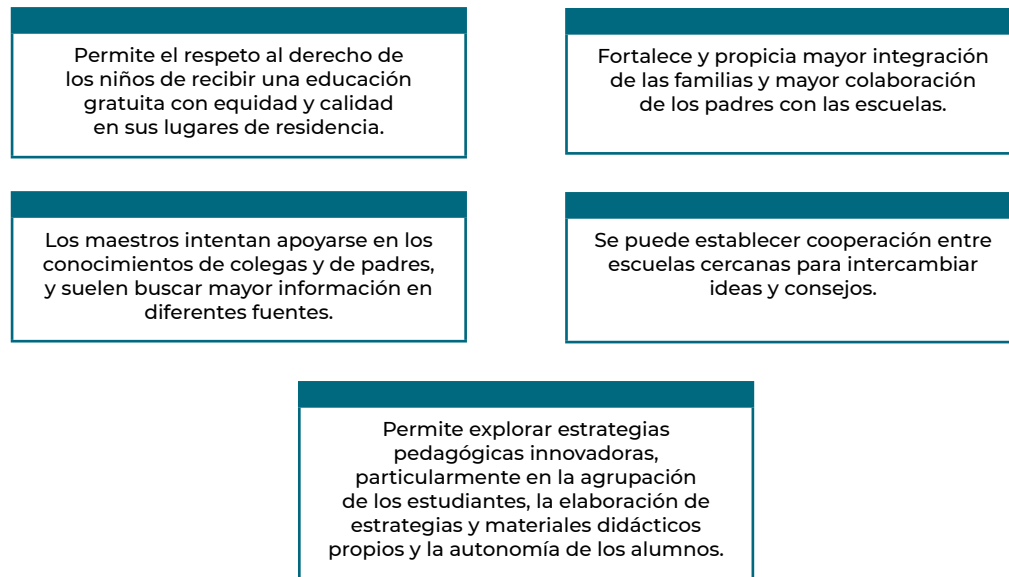 Permite el respeto al derecho de
los niños de recibir una educación
gratuita con equidad y calidad
en sus lugares de residencia.
Fortalece y propicia mayor integración
de las familias y mayor colaboración
de los padres con las escuelas.
Los maestros intentan apoyarse en los
conocimientos de colegas y de padres,
y suelen buscar mayor información en
diferentes fuentes.
Se puede establecer cooperación entre
escuelas cercanas para intercambiar
ideas y consejos.
Permite explorar estrategias
pedagógicas innovadoras,
particularmente en la agrupación
de los estudiantes, la elaboración de
estrategias y materiales didácticos
propios y la autonomía de los alumnos.